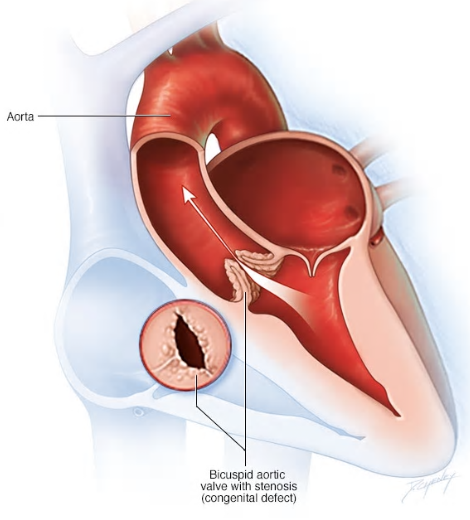 Aorta
Bicuspid aortic
valve with stenosis
(congenital defect)